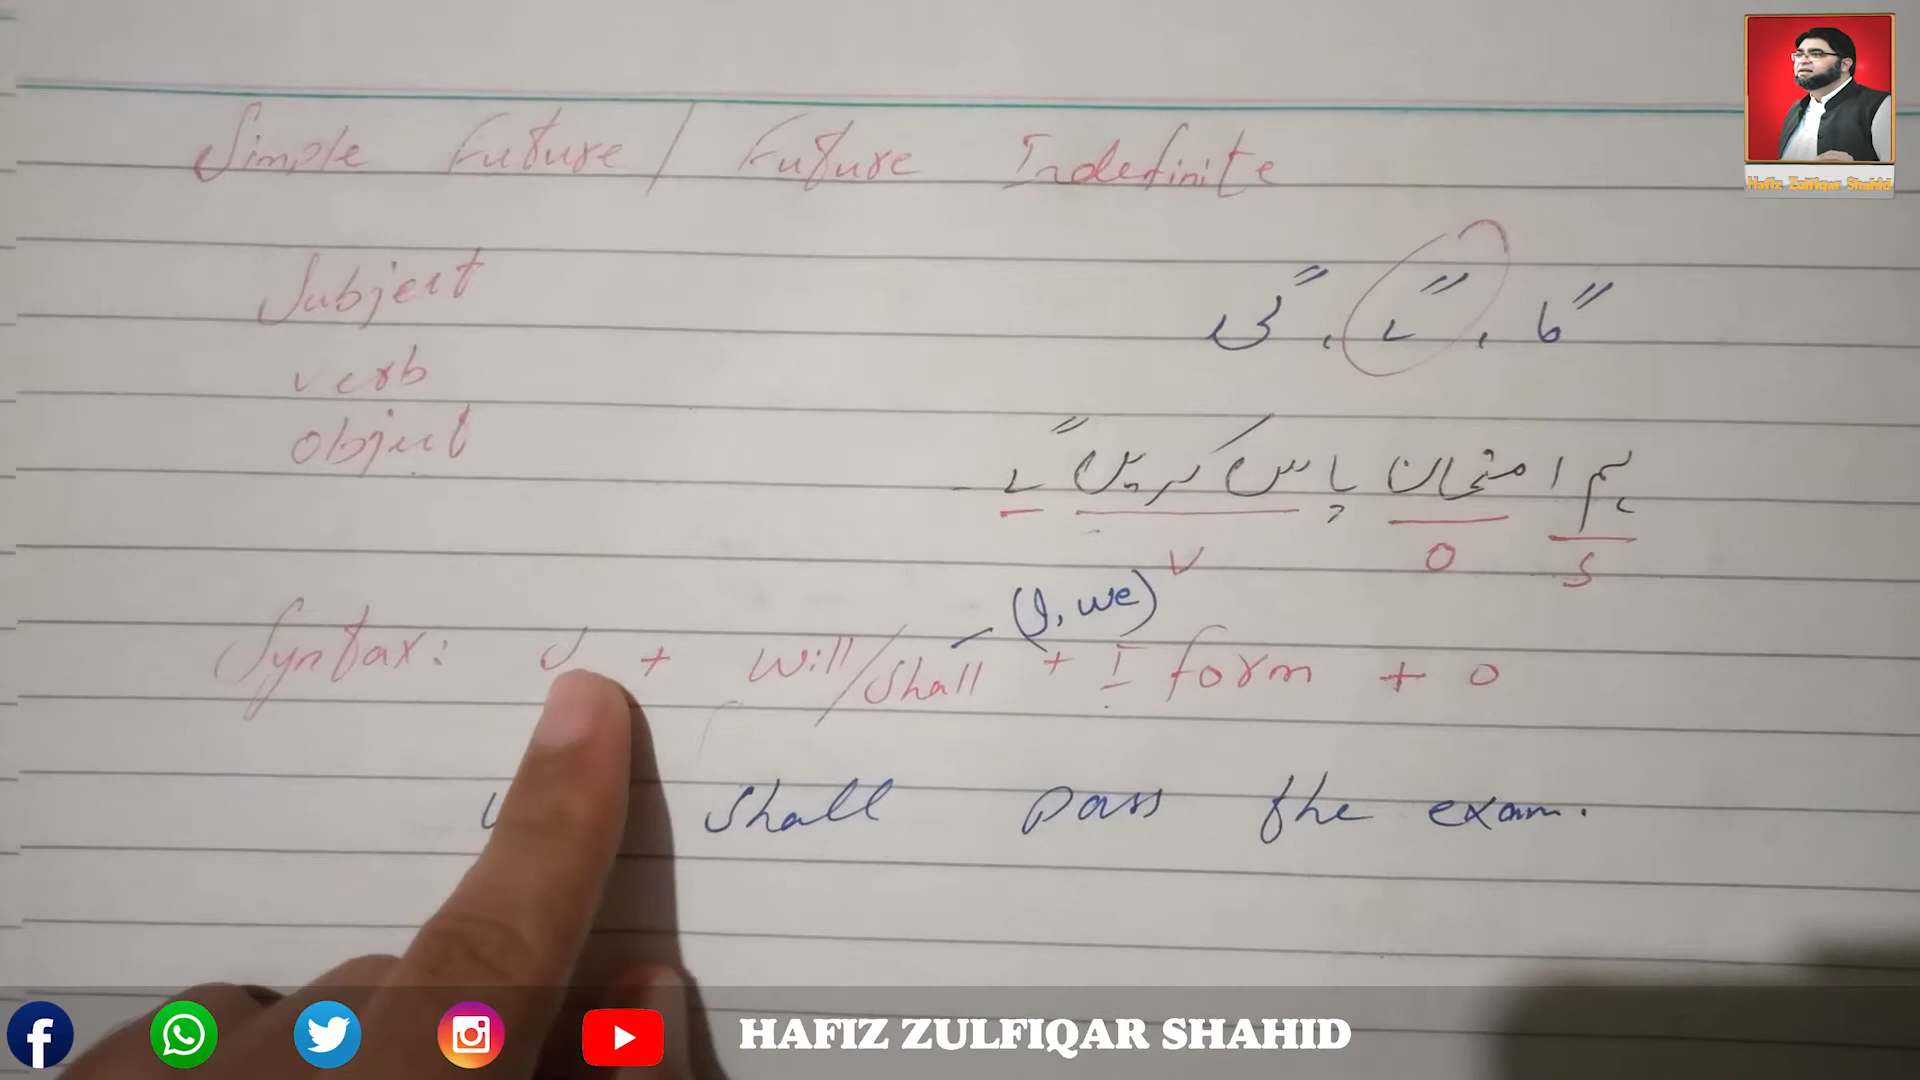 Hafiz Zulfiqar Shahid
Simple Future / Future Indefinite
Subject
verb
object
گا ، گے ، گی
ہم امتحان پاس کریں گے ۔
S O V
(I, we)
Syntax: S + will/shall + I form + O
shall pass the exam.
HAFIZ ZULFIQAR SHAHID